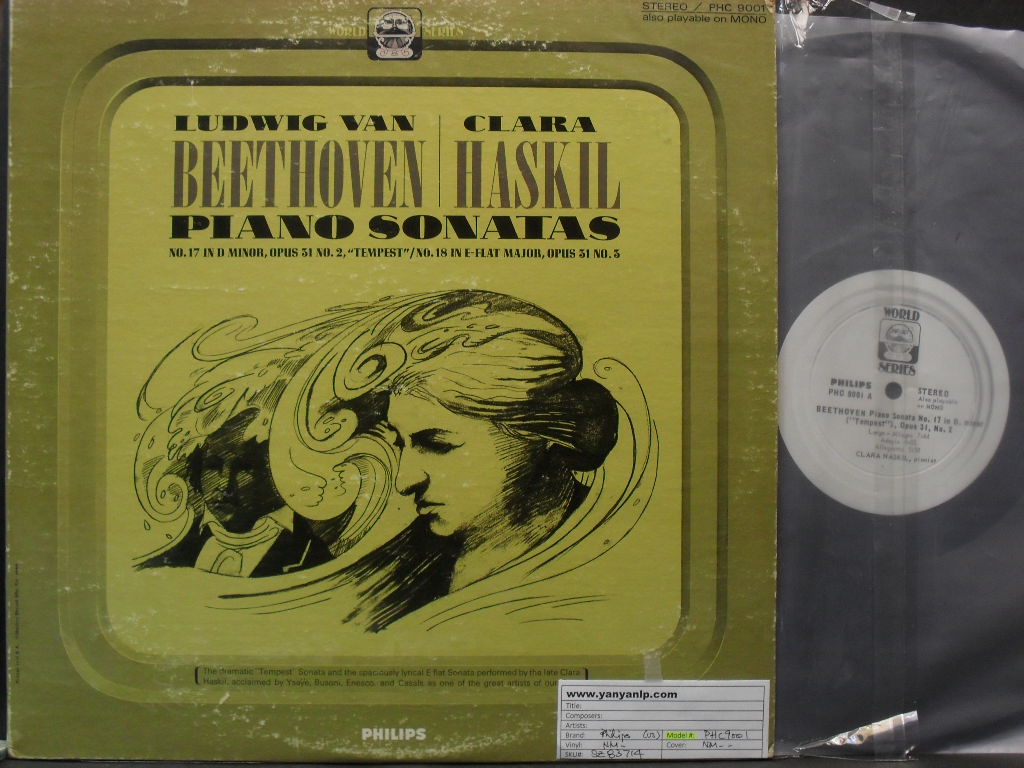 STEREO / PHC 9001
also playable on MONO
WORLD SERIES
LUDWIG VAN
BEETHOVEN
CLARA
HASKIL
PIANO SONATAS
NO. 17 IN D MINOR, OPUS 31 NO. 2, "TEMPEST"/NO. 18 IN E-FLAT MAJOR, OPUS 31 NO. 3
The dramatic "Tempest" Sonata and the spaciously lyrical E flat Sonata performed by the late Clara
Haskil, acclaimed by Ysaye, Busoni, Enesco, and Casals as one of the great artists of our
PHILIPS
www.yanyanlp.com
Title:
Composers:
Artists:
Brand: Philips (US) Model #: PHC9001
Vinyl: NM- Cover: NM--
SKU#: SZ83714
WORLD
SERIES
PHILIPS
PHC 9001 A
STEREO
Also playable
on MONO
BEETHOVEN Piano Sonata No. 17 in D minor
("Tempest"), Opus 31, No. 2
Largo-Allegro
Adagio
Allegretto
CLARA HASKIL, pianist